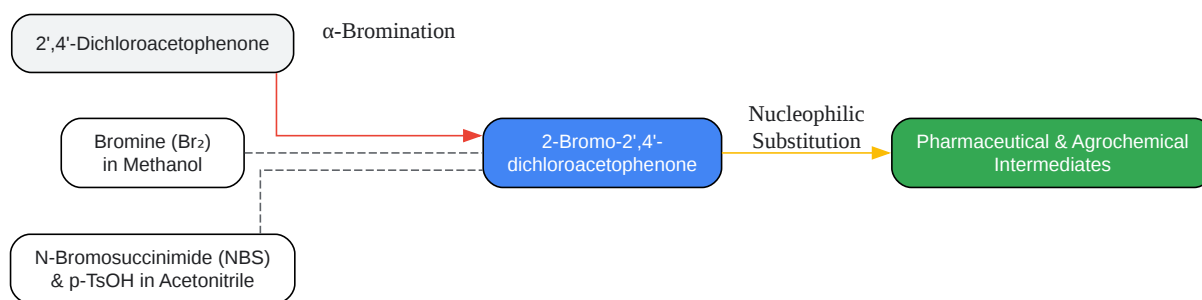 2',4'-Dichloroacetophenone
α-Bromination
Bromine (Br₂)
in Methanol
N-Bromosuccinimide (NBS)
& p-TsOH in Acetonitrile
2-Bromo-2',4'-
dichloroacetophenone
Nucleophilic
Substitution
Pharmaceutical & Agrochemical
Intermediates